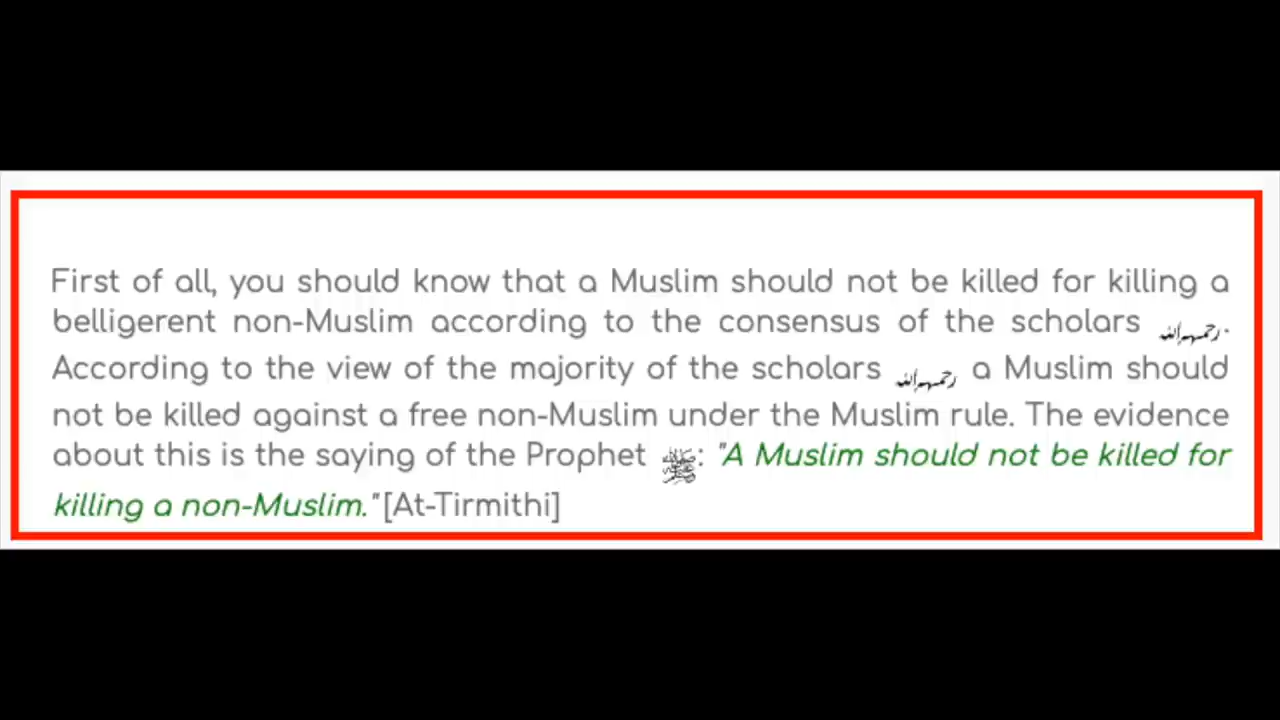 First of all, you should know that a Muslim should not be killed for killing a
belligerent non-Muslim according to the consensus of the scholars رحمهم الله.
According to the view of the majority of the scholars رحمهم الله a Muslim should
not be killed against a free non-Muslim under the Muslim rule. The evidence
about this is the saying of the Prophet ﷺ: "A Muslim should not be killed for
killing a non-Muslim." [At-Tirmithi]